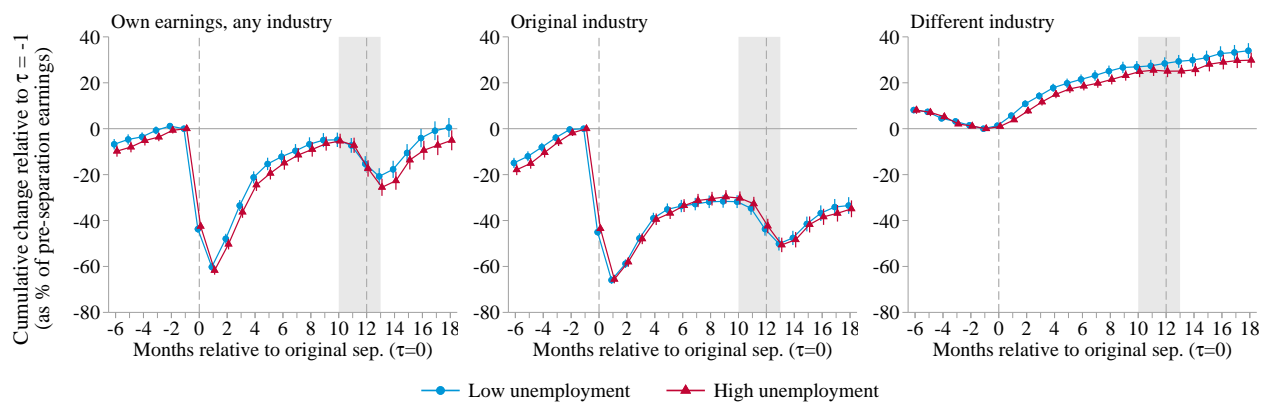 Own earnings, any industry
Original industry
Different industry
Cumulative change relative to τ = -1
(as % of pre-separation earnings)
40
20
0
-20
-40
-60
-80
-6 -4 -2 0 2 4 6 8 10 12 14 16 18
Months relative to original sep. (τ=0)
40
20
0
-20
-40
-60
-80
-6 -4 -2 0 2 4 6 8 10 12 14 16 18
Months relative to original sep. (τ=0)
40
20
0
-20
-40
-60
-80
-6 -4 -2 0 2 4 6 8 10 12 14 16 18
Months relative to original sep. (τ=0)
Low unemployment
High unemployment